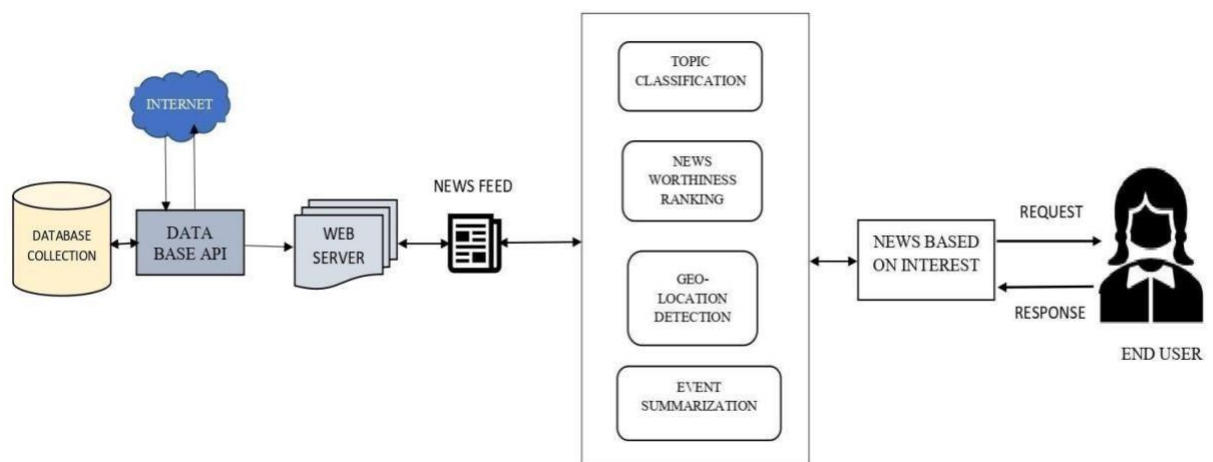 INTERNET
DATABASE
COLLECTION
DATA
BASE API
WEB
SERVER
NEWS FEED
TOPIC
CLASSIFICATION
NEWS
WORTHINESS
RANKING
GEO-
LOCATION
DETECTION
EVENT
SUMMARIZATION
NEWS BASED
ON INTEREST
REQUEST
RESPONSE
END USER